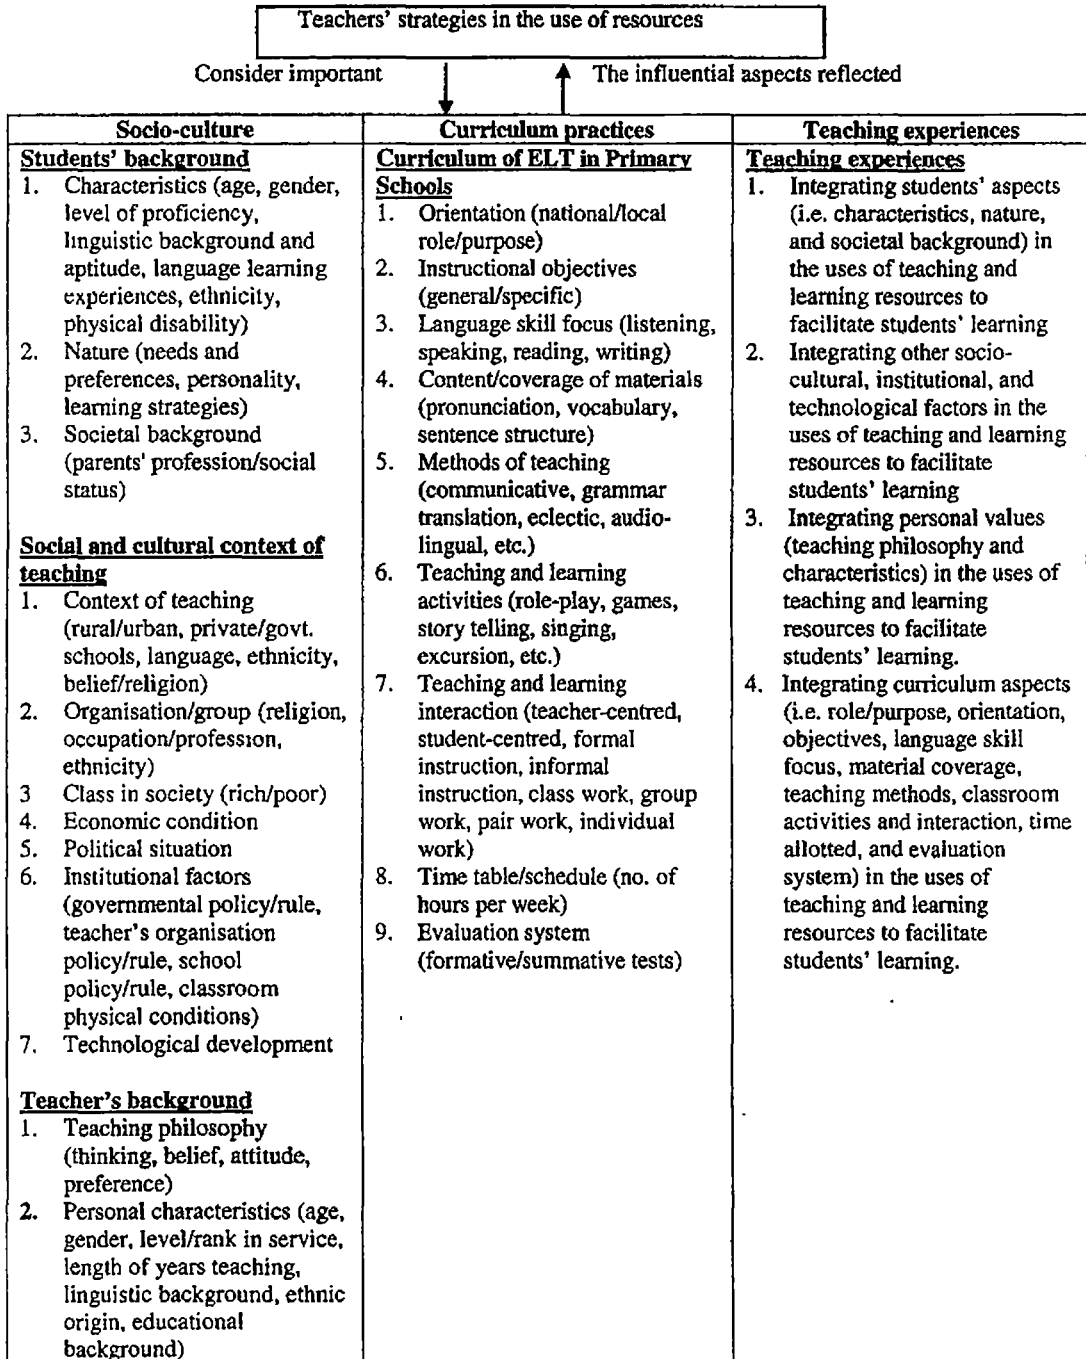 Teachers' strategies in the use of resources
Consider important
The influential aspects reflected
Socio-culture
Students' background
1. Characteristics (age, gender,
level of proficiency,
linguistic background and
aptitude, language learning
experiences, ethnicity,
physical disability)
2. Nature (needs and
preferences, personality,
learning strategies)
3. Societal background
(parents' profession/social
status)
Social and cultural context of
teaching
1. Context of teaching
(rural/urban, private/govt.
schools, language, ethnicity,
belief/religion)
2. Organisation/group (religion,
occupation/profession,
ethnicity)
3 Class in society (rich/poor)
4. Economic condition
5. Political situation
6. Institutional factors
(governmental policy/rule,
teacher's organisation
policy/rule, school
policy/rule, classroom
physical conditions)
7. Technological development
Teacher's background
1. Teaching philosophy
(thinking, belief, attitude,
preference)
2. Personal characteristics (age,
gender, level/rank in service,
length of years teaching,
linguistic background, ethnic
origin, educational
background)
Curriculum practices
Curriculum of ELT in Primary
Schools
1. Orientation (national/local
role/purpose)
2. Instructional objectives
(general/specific)
3. Language skill focus (listening,
speaking, reading, writing)
4. Content/coverage of materials
(pronunciation, vocabulary,
sentence structure)
5. Methods of teaching
(communicative, grammar
translation, eclectic, audio-
lingual, etc.)
6. Teaching and learning
activities (role-play, games,
story telling, singing,
excursion, etc.)
7. Teaching and learning
interaction (teacher-centred,
student-centred, formal
instruction, informal
instruction, class work, group
work, pair work, individual
work)
8. Time table/schedule (no. of
hours per week)
9. Evaluation system
(formative/summative tests)
Teaching experiences
Teaching experiences
1. Integrating students' aspects
(i.e. characteristics, nature,
and societal background) in
the uses of teaching and
learning resources to
facilitate students' learning
2. Integrating other socio-
cultural, institutional, and
technological factors in the
uses of teaching and learning
resources to facilitate
students' learning
3. Integrating personal values
(teaching philosophy and
characteristics) in the uses of
teaching and learning
resources to facilitate
students' learning.
4. Integrating curriculum aspects
(i.e. role/purpose, orientation,
objectives, language skill
focus, material coverage,
teaching methods, classroom
activities and interaction, time
allotted, and evaluation
system) in the uses of
teaching and learning
resources to facilitate
students' learning.